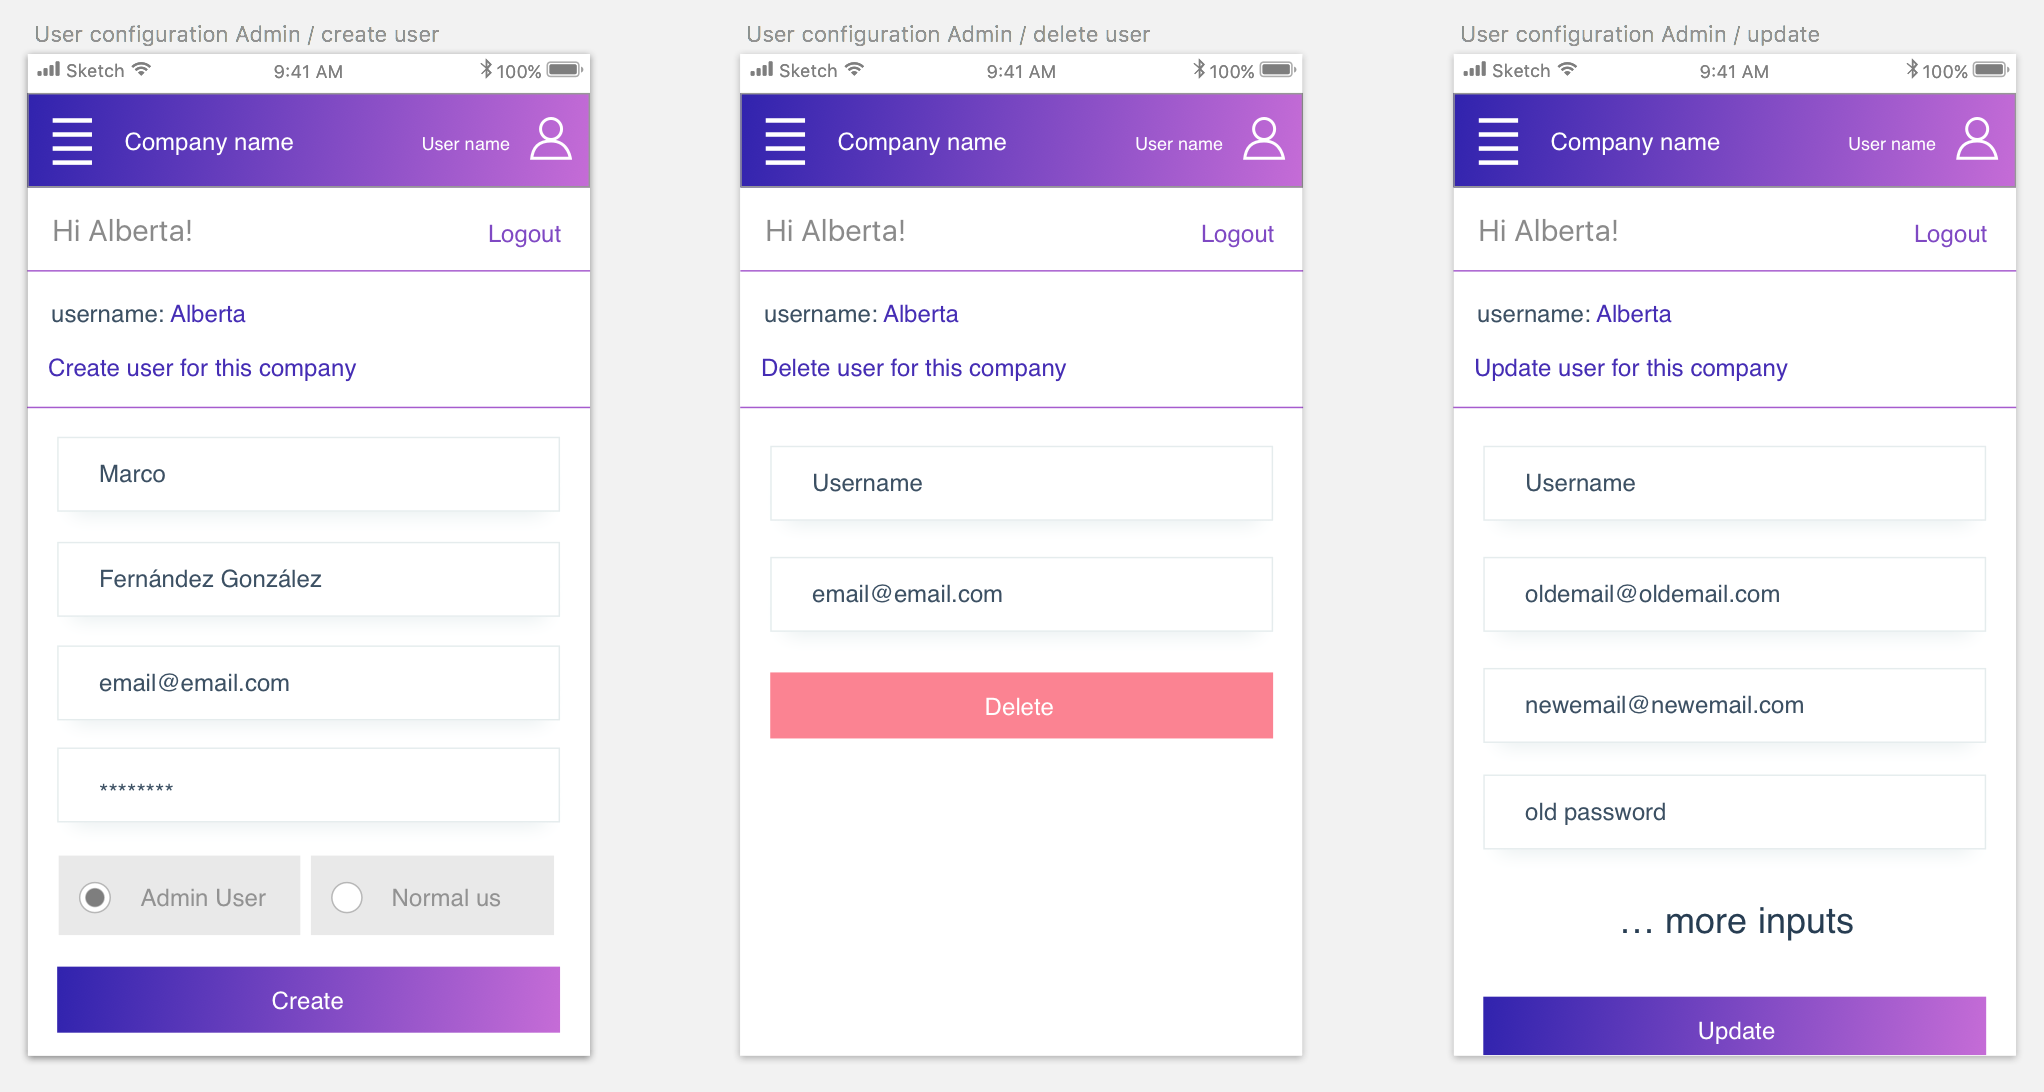 User configuration Admin / create user
Sketch 9:41 AM 100%
Company name User name
Hi Alberta! Logout
username: Alberta
Create user for this company
Marco
Fernández González
email@email.com
********
Admin User Normal us
Create
User configuration Admin / delete user
Sketch 9:41 AM 100%
Company name User name
Hi Alberta! Logout
username: Alberta
Delete user for this company
Username
email@email.com
Delete
User configuration Admin / update
Sketch 9:41 AM 100%
Company name User name
Hi Alberta! Logout
username: Alberta
Update user for this company
Username
oldemail@oldemail.com
newemail@newemail.com
old password
... more inputs
Update